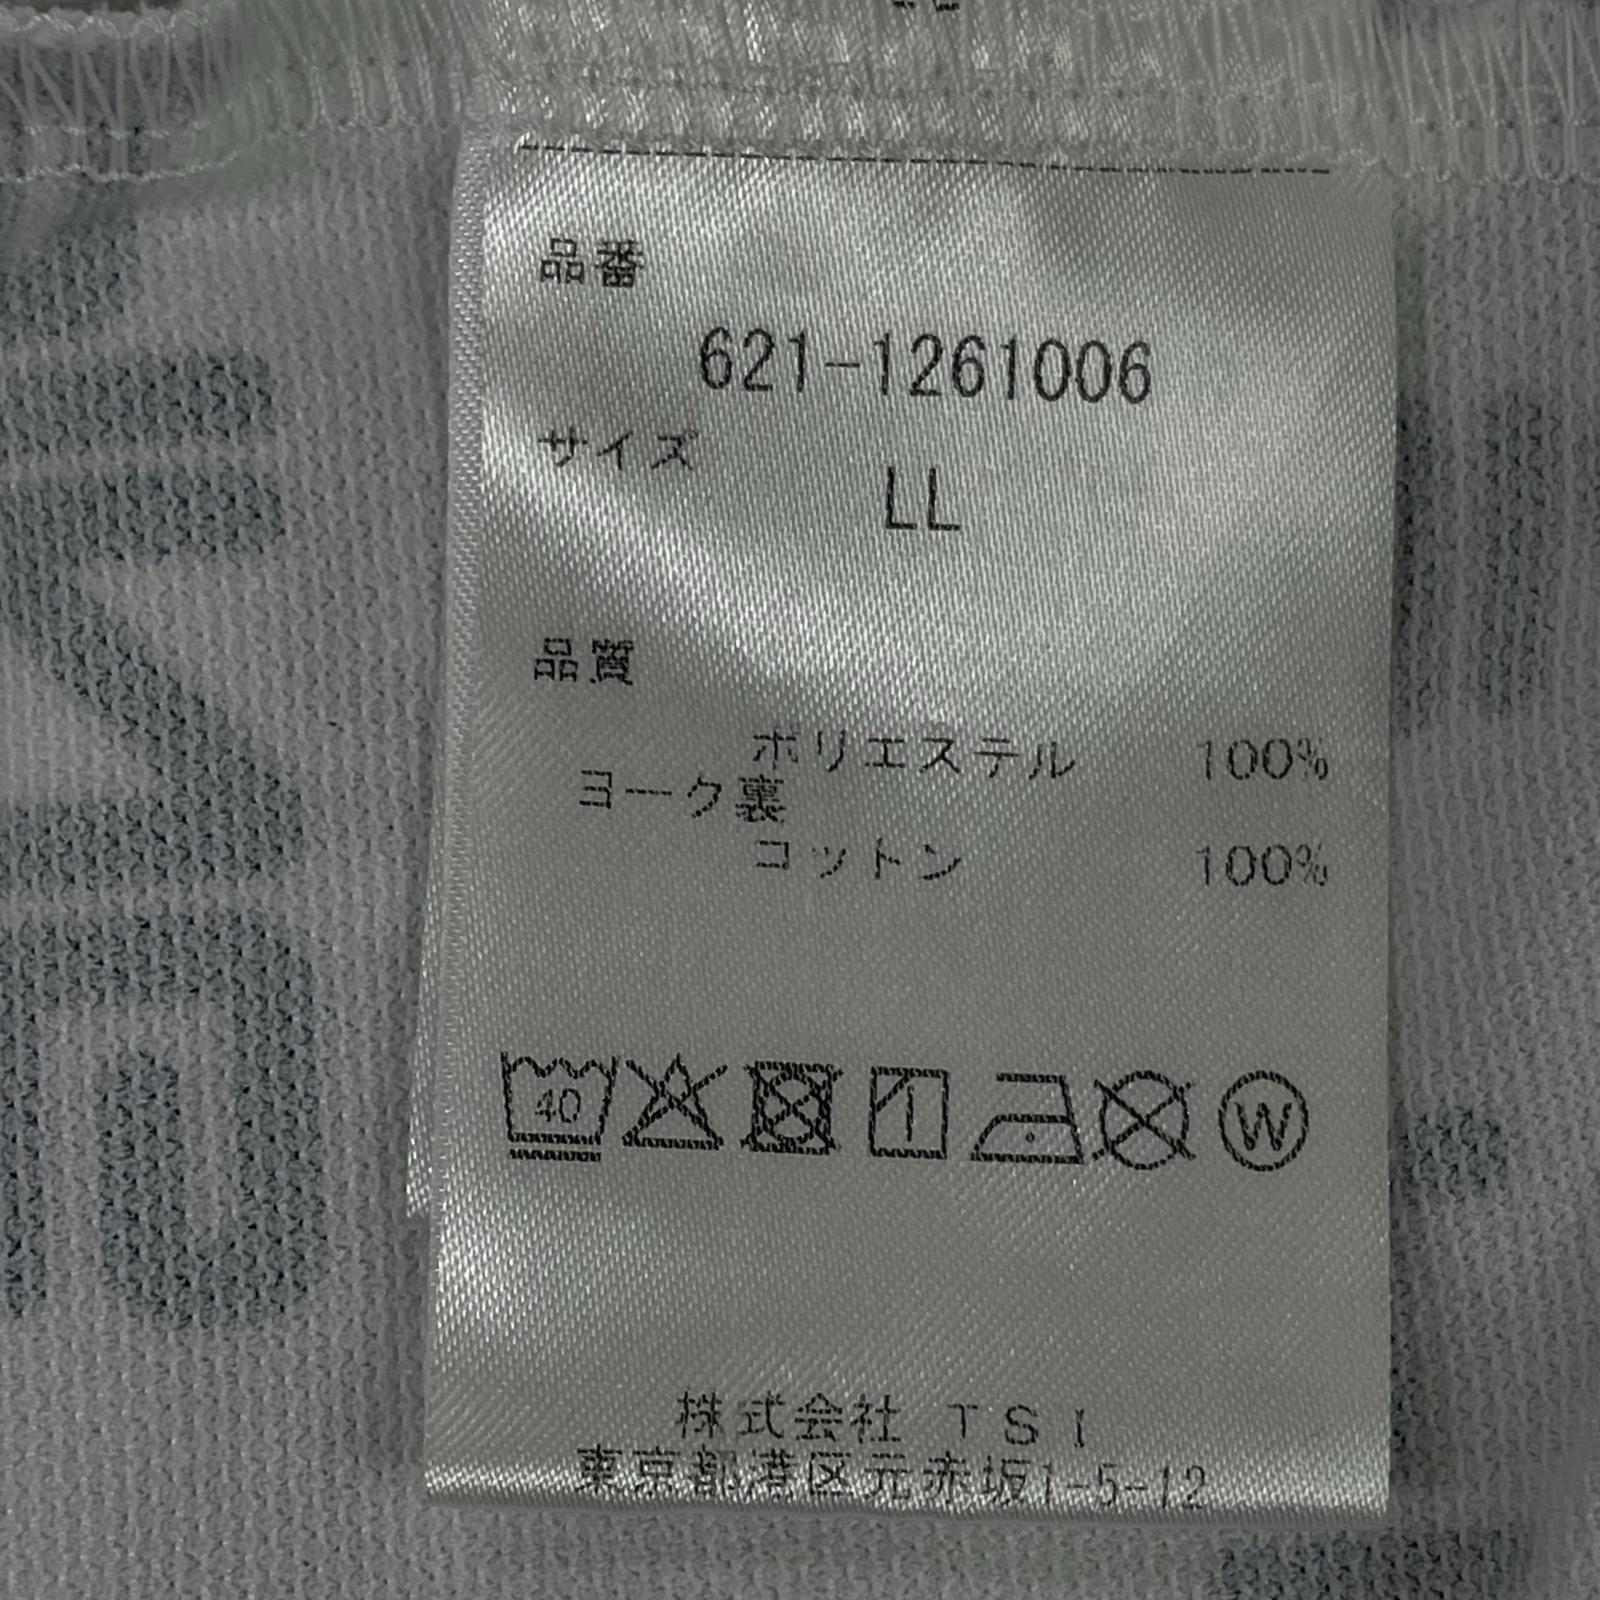 品番
621-1261006
サイズ
LL
品質
ポリエステル 100%
ヨーク裏
コットン 100%
40
W
株式会社 TSI
東京都港区元赤坂1-5-12